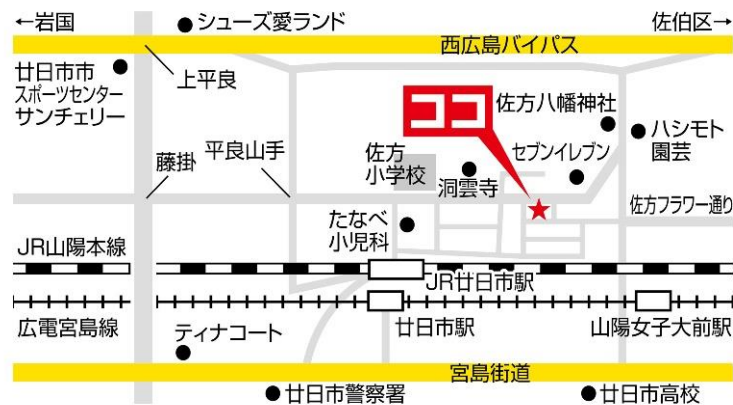 ←岩国
シューズ愛ランド
佐伯区→
西広島バイパス
廿日市市
スポーツセンター
サンチェリー
上平良
ココ
佐方八幡神社
ハシモト
園芸
藤掛
平良山手
佐方
小学校
洞雲寺
セブンイレブン
佐方フラワー通り
たなべ
小児科
JR山陽本線
JR廿日市駅
広電宮島線
ティナコート
廿日市駅
山陽女子大前駅
宮島街道
廿日市警察署
廿日市高校